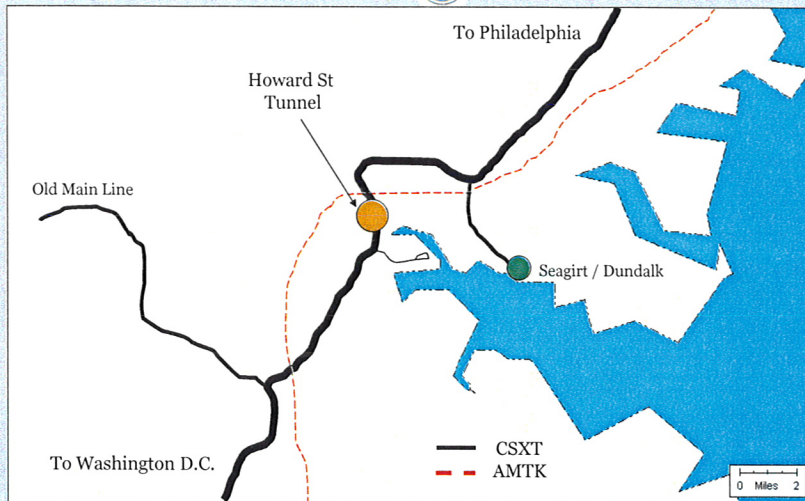 To Philadelphia
Howard St
Tunnel
Old Main Line
Seagirt / Dundalk
To Washington D.C.
CSXT
AMTK
0 Miles 2